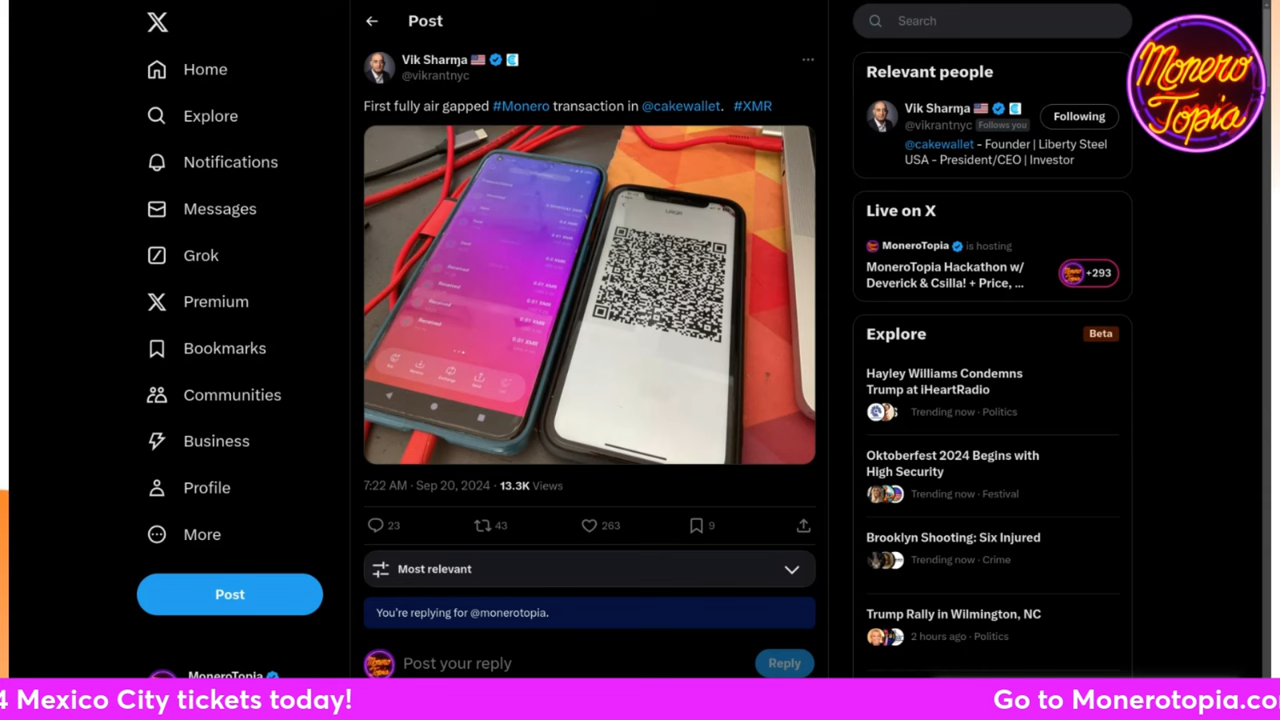 Home
Explore
Notifications
Messages
Grok
Premium
Bookmarks
Communities
Business
Profile
More
Post
MoneroTopia
Post
Vik Sharma
@vikrantnyc
First fully air gapped #Monero transaction in @cakewallet. #XMR
Sent
Received
Received
Received
Received
URQR
7:22 AM · Sep 20, 2024 · 13.3K Views
23
43
263
9
Most relevant
You're replying for @monerotopia.
Post your reply
Reply
Search
Relevant people
Vik Sharma
@vikrantnyc Follows you
Following
@cakewallet - Founder | Liberty Steel
USA - President/CEO | Investor
Live on X
MoneroTopia is hosting
MoneroTopia Hackathon w/
Deverick & Csilla! + Price, ...
+293
Explore
Beta
Hayley Williams Condemns
Trump at iHeartRadio
Trending now · Politics
Oktoberfest 2024 Begins with
High Security
Trending now · Festival
Brooklyn Shooting: Six Injured
Trending now · Crime
Trump Rally in Wilmington, NC
2 hours ago · Politics
Monero
Topia
4 Mexico City tickets today!
Go to Monerotopia.co